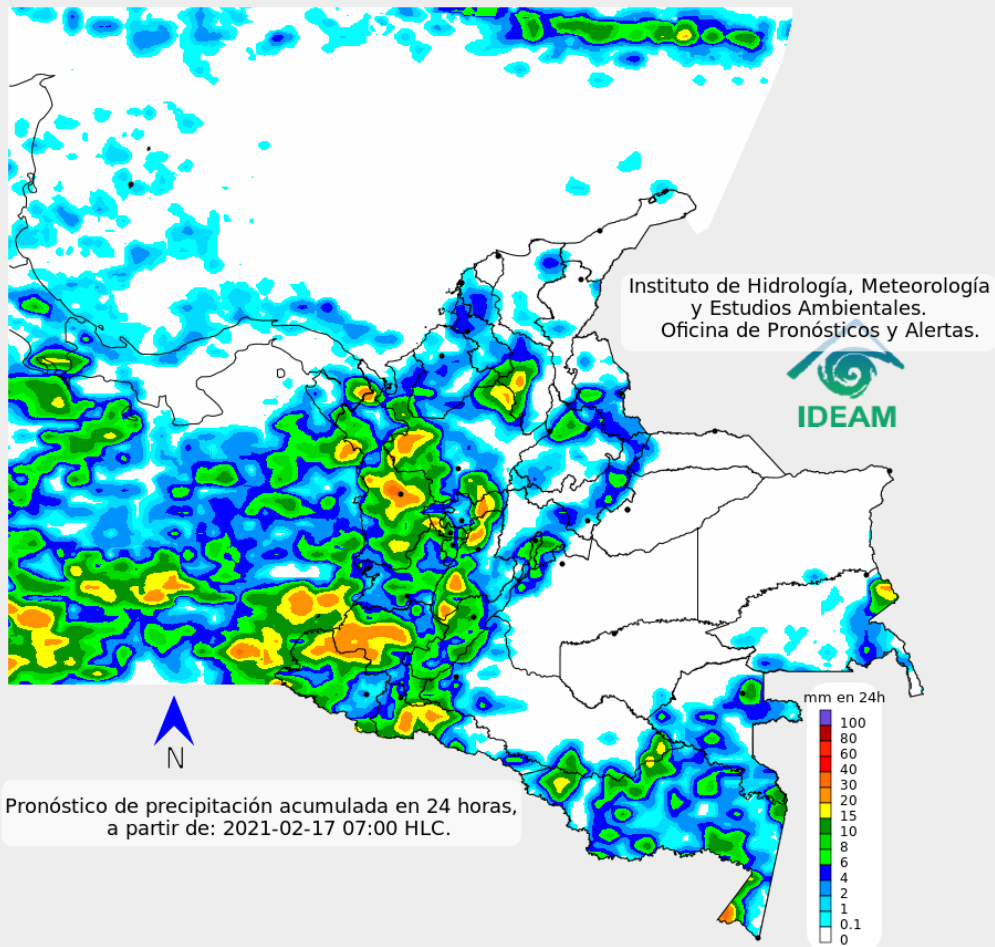 Instituto de Hidrología, Meteorología
y Estudios Ambientales.
Oficina de Pronósticos y Alertas.
IDEAM
N
Pronóstico de precipitación acumulada en 24 horas,
a partir de: 2021-02-17 07:00 HLC.
mm en 24h
100
80
60
40
30
20
15
10
8
6
4
2
1
0.1
0